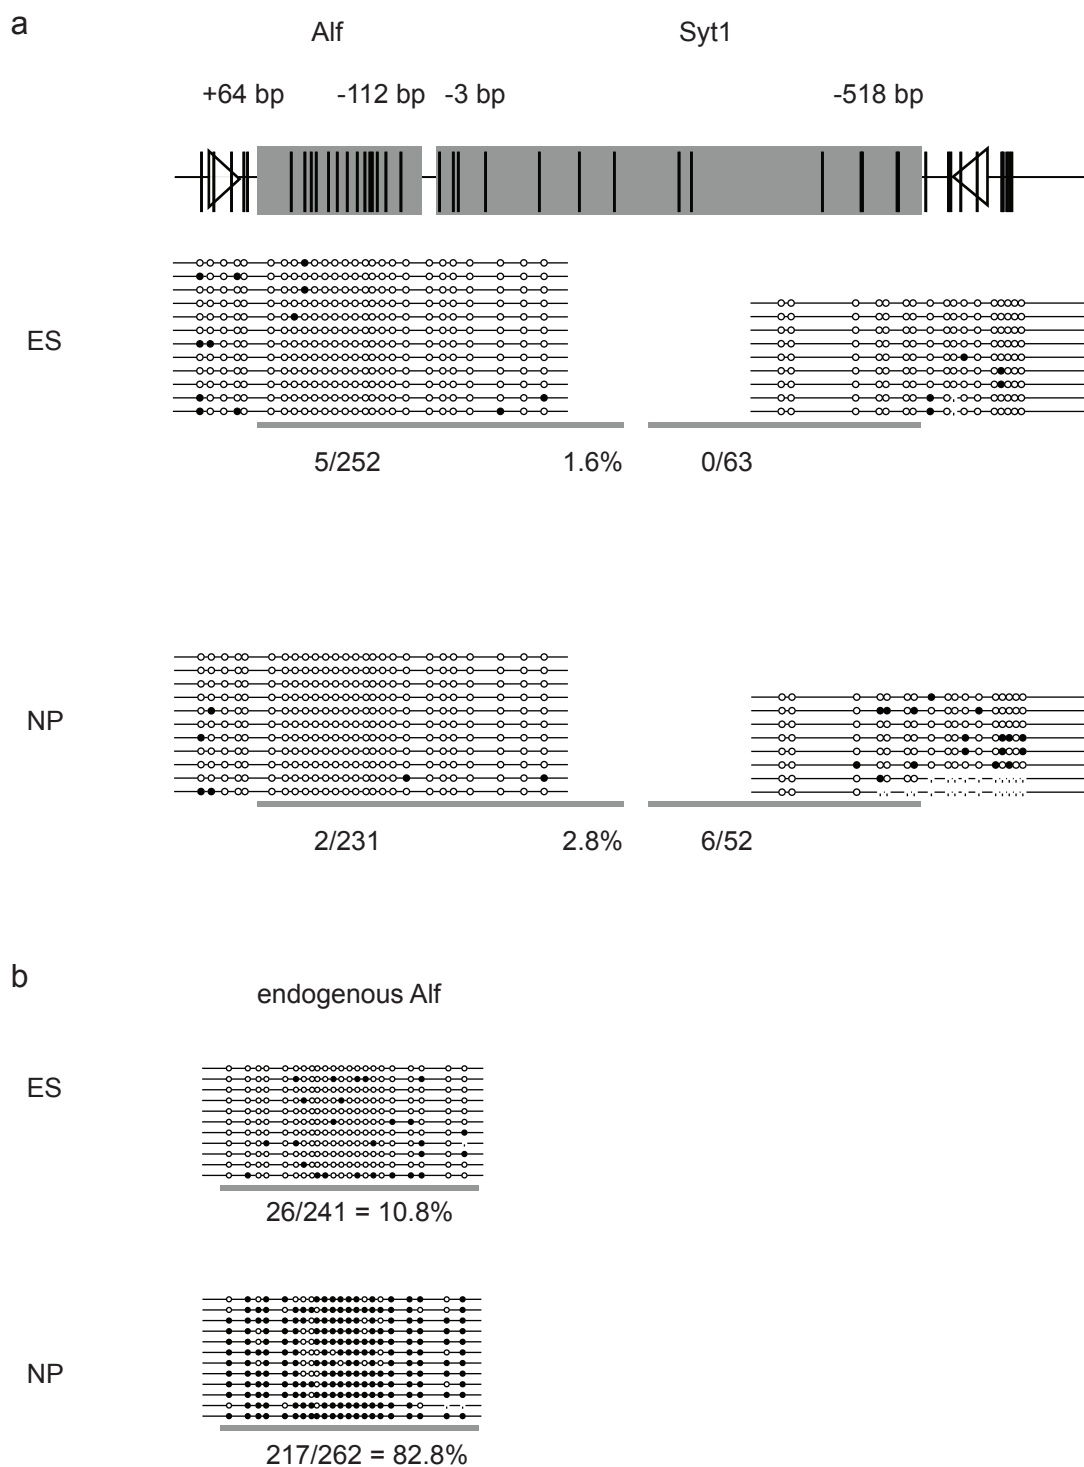 a
Alf Syt1
+64 bp -112 bp -3 bp -518 bp
ES
5/252 1.6% 0/63
NP
2/231 2.8% 6/52
b
endogenous Alf
ES
26/241 = 10.8%
NP
217/262 = 82.8%